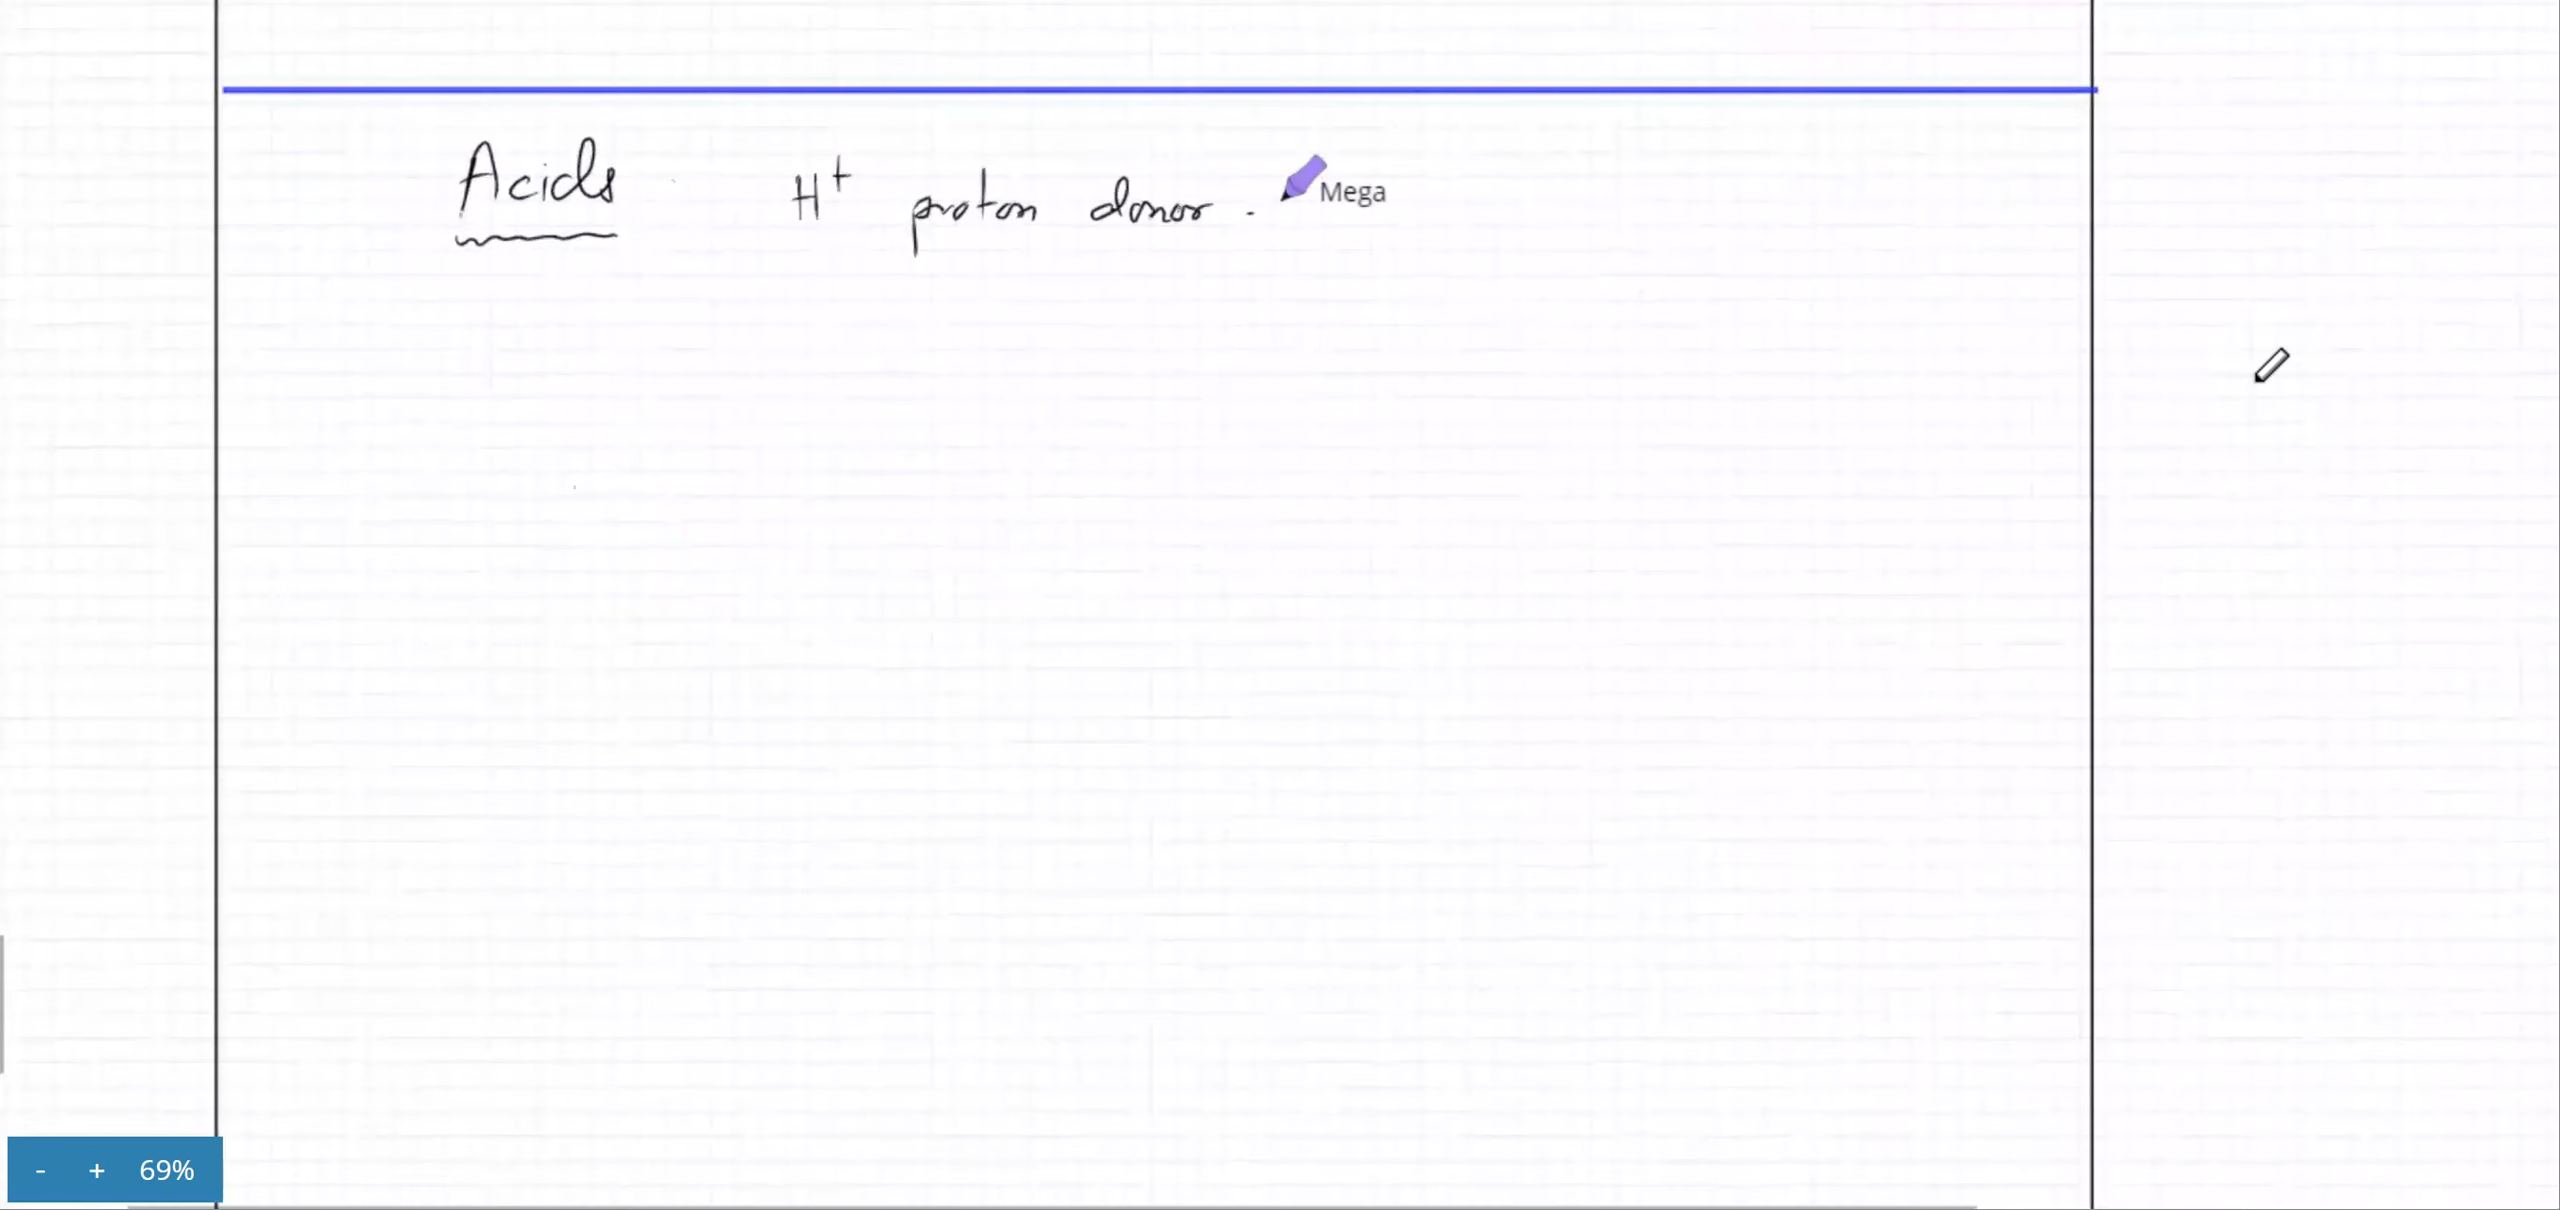 Acids H⁺ proton donor. Mega
- + 69%